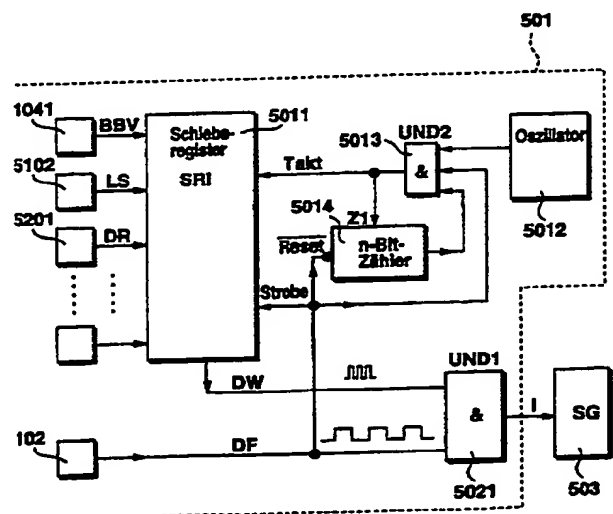 501
1041
BBV
Schiebe-
register
SRI
5011
5102
LS
5201
DR
Takt
5013
UND2
&
Oszillator
5012
5014
Z1
Reset
n-Bit-
Zähler
Strobe
DW
UND1
&
I
SG
102
DF
5021
503